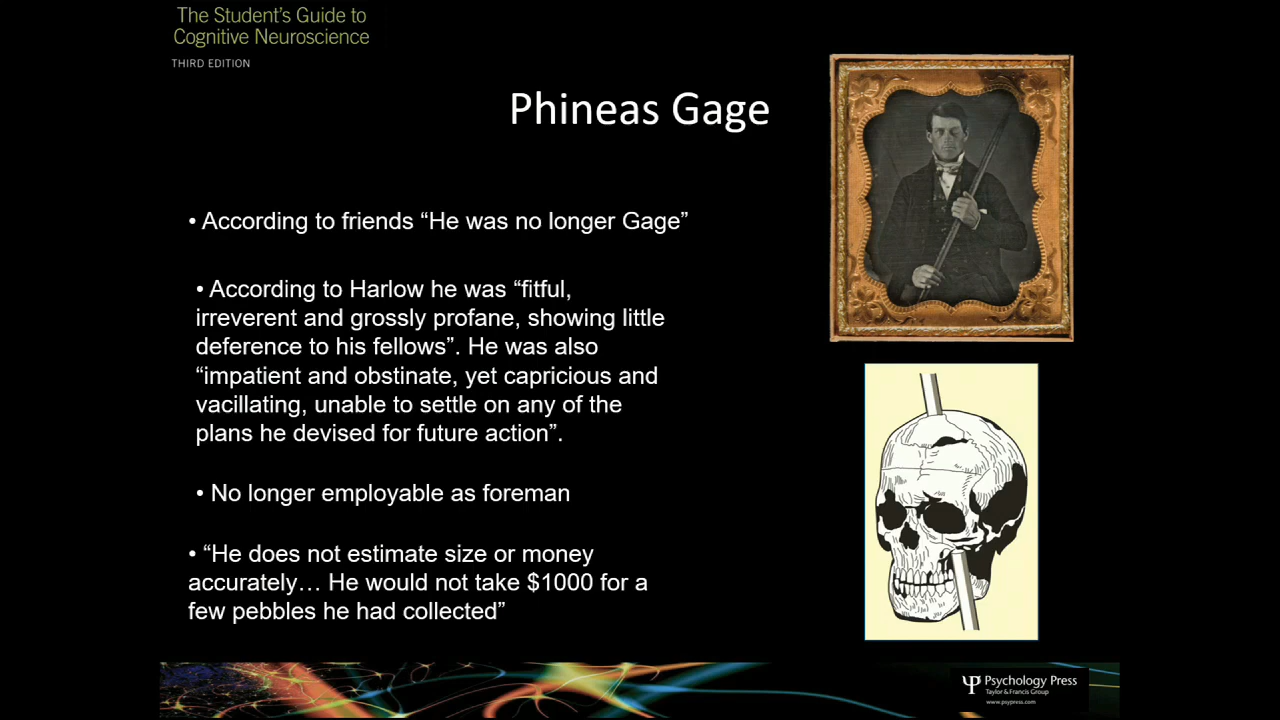 The Student’s Guide to
Cognitive Neuroscience
THIRD EDITION
Phineas Gage
• According to friends “He was no longer Gage”
• According to Harlow he was “fitful,
irreverent and grossly profane, showing little
deference to his fellows”. He was also
“impatient and obstinate, yet capricious and
vacillating, unable to settle on any of the
plans he devised for future action”.
• No longer employable as foreman
• “He does not estimate size or money
accurately… He would not take $1000 for a
few pebbles he had collected”
Psychology Press
Taylor & Francis Group
www.psypress.com